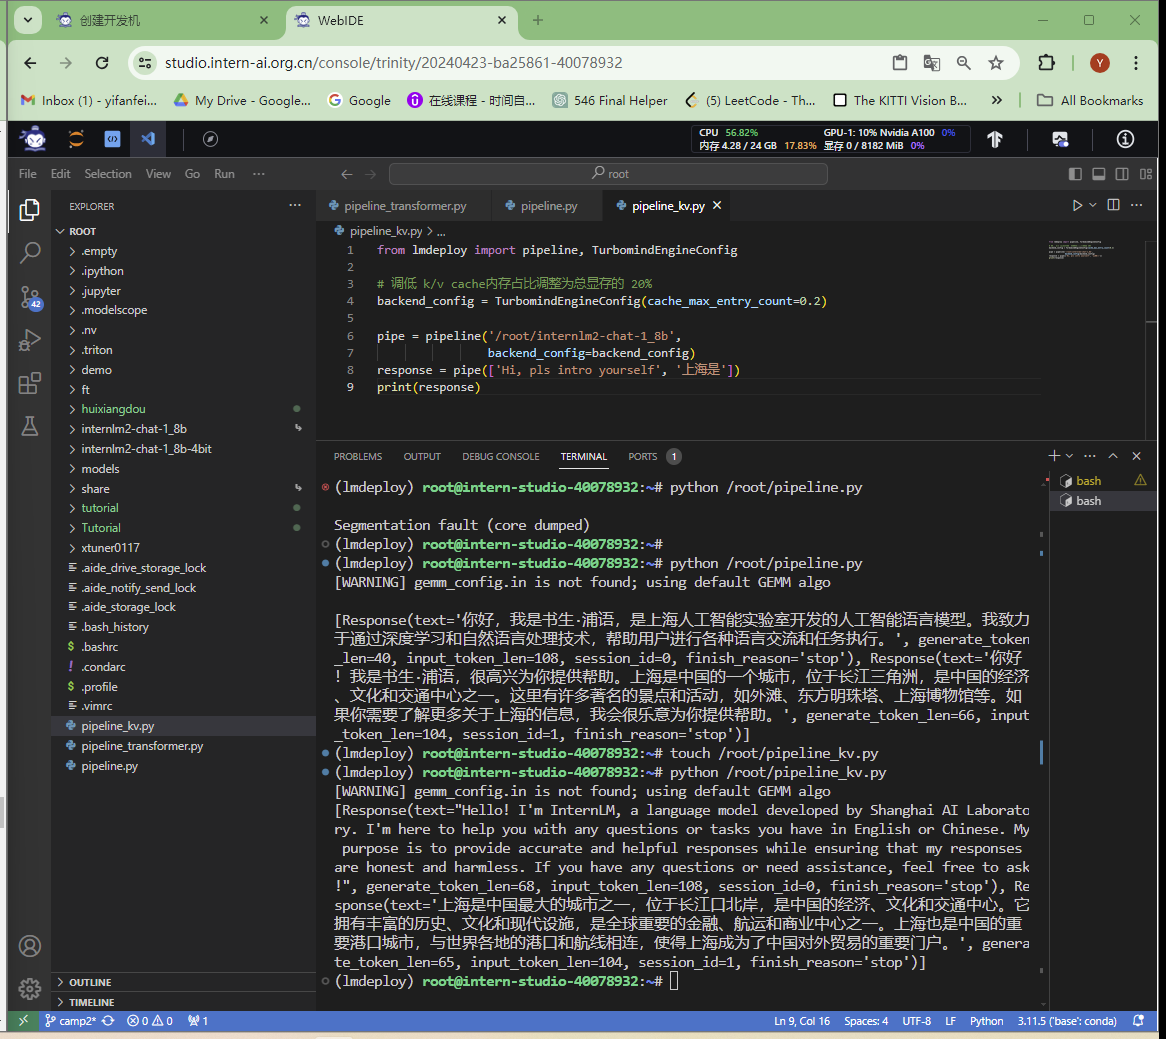 创建开发机
WebIDE
studio.intern-ai.org.cn/console/trinity/20240423-ba25861-40078932
Y
Inbox (1) - yifanfei...
My Drive - Google...
Google
在线课程 - 时间自...
546 Final Helper
(5) LeetCode - Th...
The KITTI Vision B...
All Bookmarks
CPU 56.82%
GPU-1: 10% Nvidia A100 0%
内存 4.28 / 24 GB 17.83%
显存 0 / 8182 MiB 0%
File Edit Selection View Go Run ···
root
EXPLORER
pipeline_transformer.py
pipeline.py
pipeline_kv.py
pipeline_kv.py > ...
ROOT
.empty
.ipython
.jupyter
.modelscope
.nv
.triton
demo
ft
huixiangdou
internlm2-chat-1_8b
internlm2-chat-1_8b-4bit
models
share
tutorial
Tutorial
xtuner0117
.aide_drive_storage_lock
.aide_notify_send_lock
.aide_storage_lock
.bash_history
.bashrc
.condarc
.profile
.vimrc
pipeline_kv.py
pipeline_transformer.py
pipeline.py
OUTLINE
TIMELINE
42
1 from lmdeploy import pipeline, TurbomindEngineConfig
2
3 # 调低 k/v cache内存占比调整为总显存的 20%
4 backend_config = TurbomindEngineConfig(cache_max_entry_count=0.2)
5
6 pipe = pipeline('/root/internlm2-chat-1_8b',
7 backend_config=backend_config)
8 response = pipe(['Hi, pls intro yourself', '上海是'])
9 print(response)
PROBLEMS OUTPUT DEBUG CONSOLE TERMINAL PORTS 1
bash
bash
(lmdeploy) root@intern-studio-40078932:~# python /root/pipeline.py
Segmentation fault (core dumped)
(lmdeploy) root@intern-studio-40078932:~#
(lmdeploy) root@intern-studio-40078932:~# python /root/pipeline.py
[WARNING] gemm_config.in is not found; using default GEMM algo
[Response(text='你好，我是书生·浦语，是上海人工智能实验室开发的人工智能语言模型。我致力
于通过深度学习和自然语言处理技术，帮助用户进行各种语言交流和任务执行。', generate_token
_len=40, input_token_len=108, session_id=0, finish_reason='stop'), Response(text='你好
！我是书生·浦语，很高兴为你提供帮助。上海是中国的一个城市，位于长江三角洲，是中国的经济
、文化和交通中心之一。这里有许多著名的景点和活动，如外滩、东方明珠塔、上海博物馆等。如
果你需要了解更多关于上海的信息，我会很乐意为你提供帮助。', generate_token_len=66, input
_token_len=104, session_id=1, finish_reason='stop')]
(lmdeploy) root@intern-studio-40078932:~# touch /root/pipeline_kv.py
(lmdeploy) root@intern-studio-40078932:~# python /root/pipeline_kv.py
[WARNING] gemm_config.in is not found; using default GEMM algo
[Response(text="Hello! I'm InternLM, a language model developed by Shanghai AI Laborato
ry. I'm here to help you with any questions or tasks you have in English or Chinese. My
purpose is to provide accurate and helpful responses while ensuring that my responses
are honest and harmless. If you have any questions or need assistance, feel free to ask
!", generate_token_len=68, input_token_len=108, session_id=0, finish_reason='stop'), Re
sponse(text='上海是中国最大的城市之一，位于长江口北岸，是中国的经济、文化和交通中心。它
拥有丰富的历史、文化和现代设施，是全球重要的金融、航运和商业中心之一。上海也是中国的重
要港口城市，与世界各地的港口和航线相连，使得上海成为了中国对外贸易的重要门户。', genera
te_token_len=65, input_token_len=104, session_id=1, finish_reason='stop')]
(lmdeploy) root@intern-studio-40078932:~#
camp2* 0 0 1
Ln 9, Col 16 Spaces: 4 UTF-8 LF Python 3.11.5 ('base': conda)